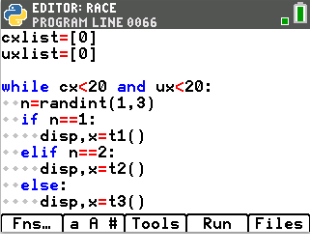 EDITOR: RACE
PROGRAM LINE 0066
cxlist=[0]
uxlist=[0]

while cx<20 and ux<20:
◆◆n=randint(1,3)
◆◆if n==1:
◆◆◆◆disp,x=t1()
◆◆elif n==2:
◆◆◆◆disp,x=t2()
◆◆else:
◆◆◆◆disp,x=t3()
Fns… a A # Tools Run Files